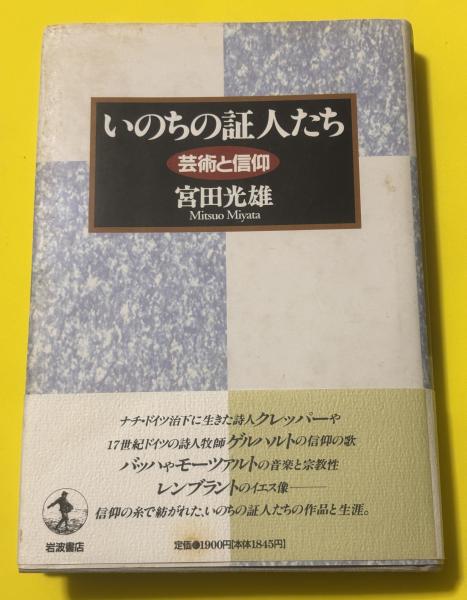 いのちの証人たち
芸術と信仰
宮田光雄
Mitsuo Miyata
ナチ・ドイツ治下に生きた詩人クレッパーや
17世紀ドイツの詩人牧師ゲルハルトの信仰の歌
バッハやモーツァルトの音楽と宗教性
レンブラントのイエス像――
信仰の糸で紡がれた、いのちの証人たちの作品と生涯。
岩波書店
定価●1900円[本体1845円]